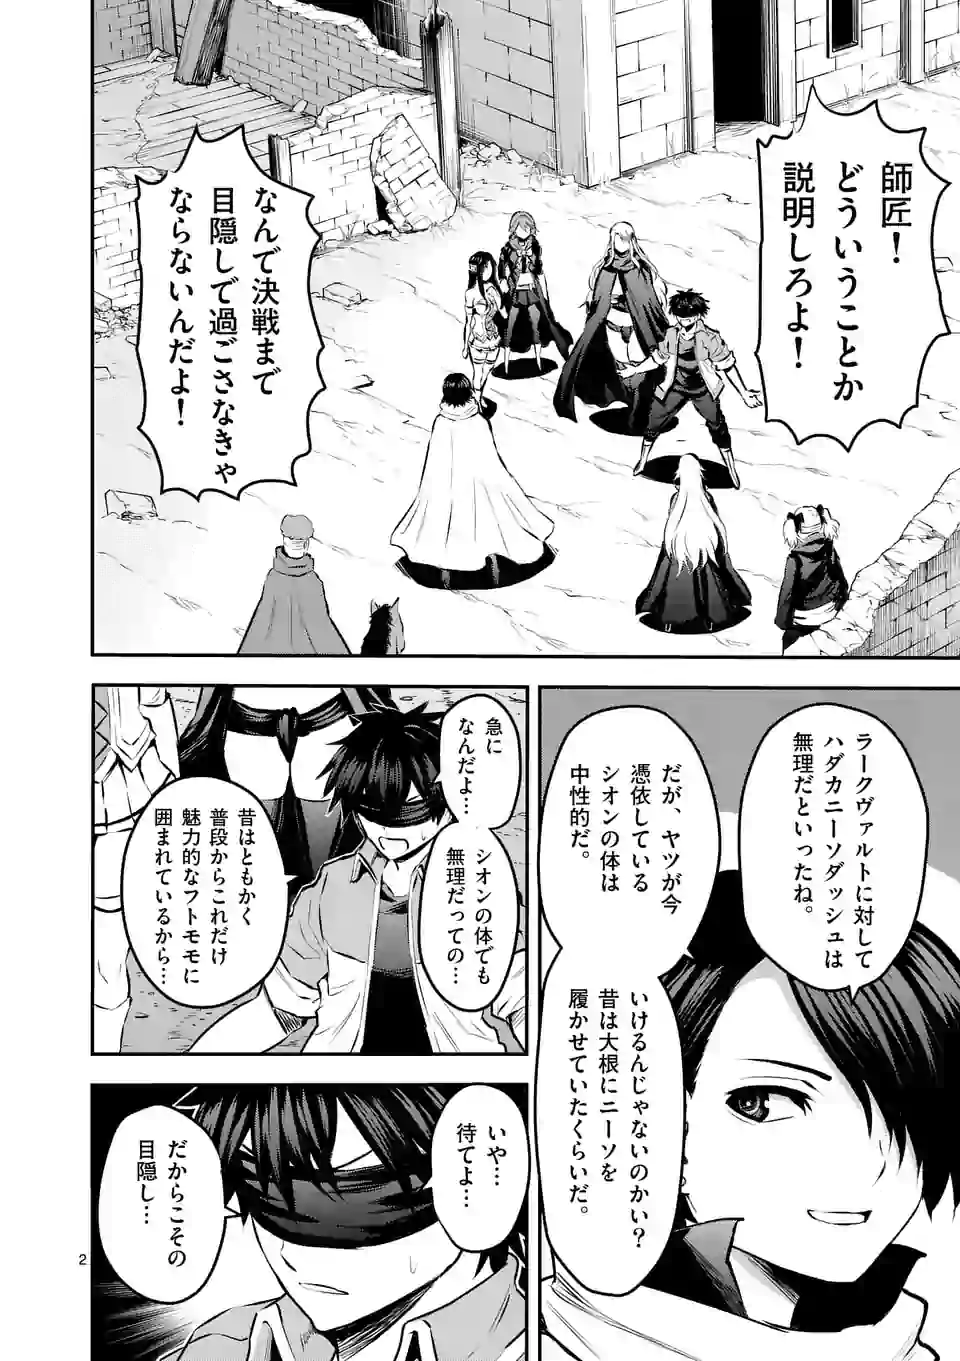 師匠！
どういうことか
説明しろよ！
なんで決戦まで
目隠しで過ごさなきゃ
ならないんだよ！
ラークヴァルトに対して
ハダカニーソダッシュは
無理だといったね。
だが、ヤツが今
憑依している
シオンの体は
中性的だ。
いけるんじゃないのかい？
昔は大根にニーソを
履かせていたくらいだ。
急に
なんだよ…
シオンの体でも
無理だっての…
昔はともかく
普段からこれだけ
魅力的なフトモモに
囲まれているから…
いや…
待てよ…
だからこその
目隠し…
2